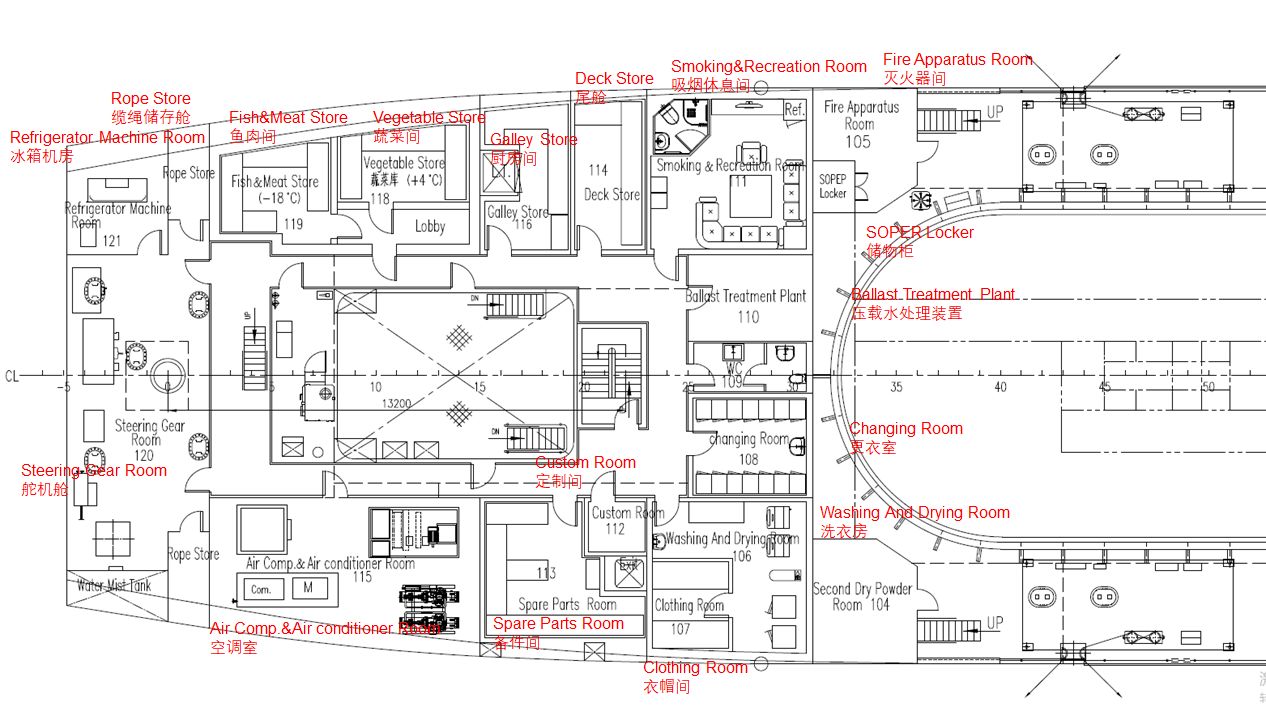 Fire Apparatus Room
灭火器间
Smoking&Recreation Room
吸烟休息间
Deck Store
尾舱
Rope Store
缆绳储存舱
Fish&Meat Store
鱼肉间
Vegetable Store
蔬菜间
Refrigerator Machine Room
冰箱机房
Galley Store
厨房间
Ref.
Fire Apparatus
Room
105
UP
Rope Store
Fish&Meat Store
(-18°C)
119
Vegetable Store
蔬菜库 (+4°C)
118
Lobby
Galley Store
116
114
Deck Store
Smoking & Recreation Room
111
SOPEP
Locker
Refrigerator Machine
Room
121
SOPER Locker
储物柜
Ballast Treatment Plant
压载水处理装置
Ballast Treatment Plant
110
DN
UP
WC
109
CL
-5
0
5
10
15
20
25
30
35
40
45
50
13200
Steering Gear
Room
120
DN
changing Room
108
Changing Room
更衣室
Steering Gear Room
舵机舱
Custom Room
定制间
Custom Room
112
Washing And Drying Room
洗衣房
Washing And Drying Room
106
Rope Store
Air Comp.& Air conditioner Room
115
Com.
M
Water Mist Tank
113
Spare Parts Room
Clothing Room
107
Second Dry Powder
Room 104
UP
Air Comp.&Air conditioner Room
空调室
Spare Parts Room
备件间
Clothing Room
衣帽间